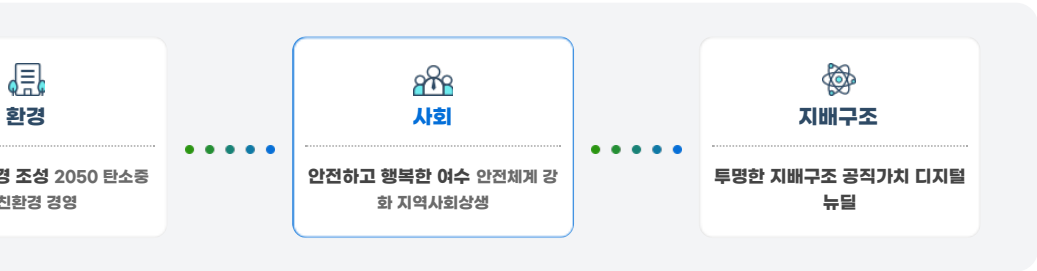 환경
조성 2050 탄소중
친환경 경영
사회
안전하고 행복한 여수 안전체계 강
화 지역사회상생
지배구조
투명한 지배구조 공직가치 디지털
뉴딜